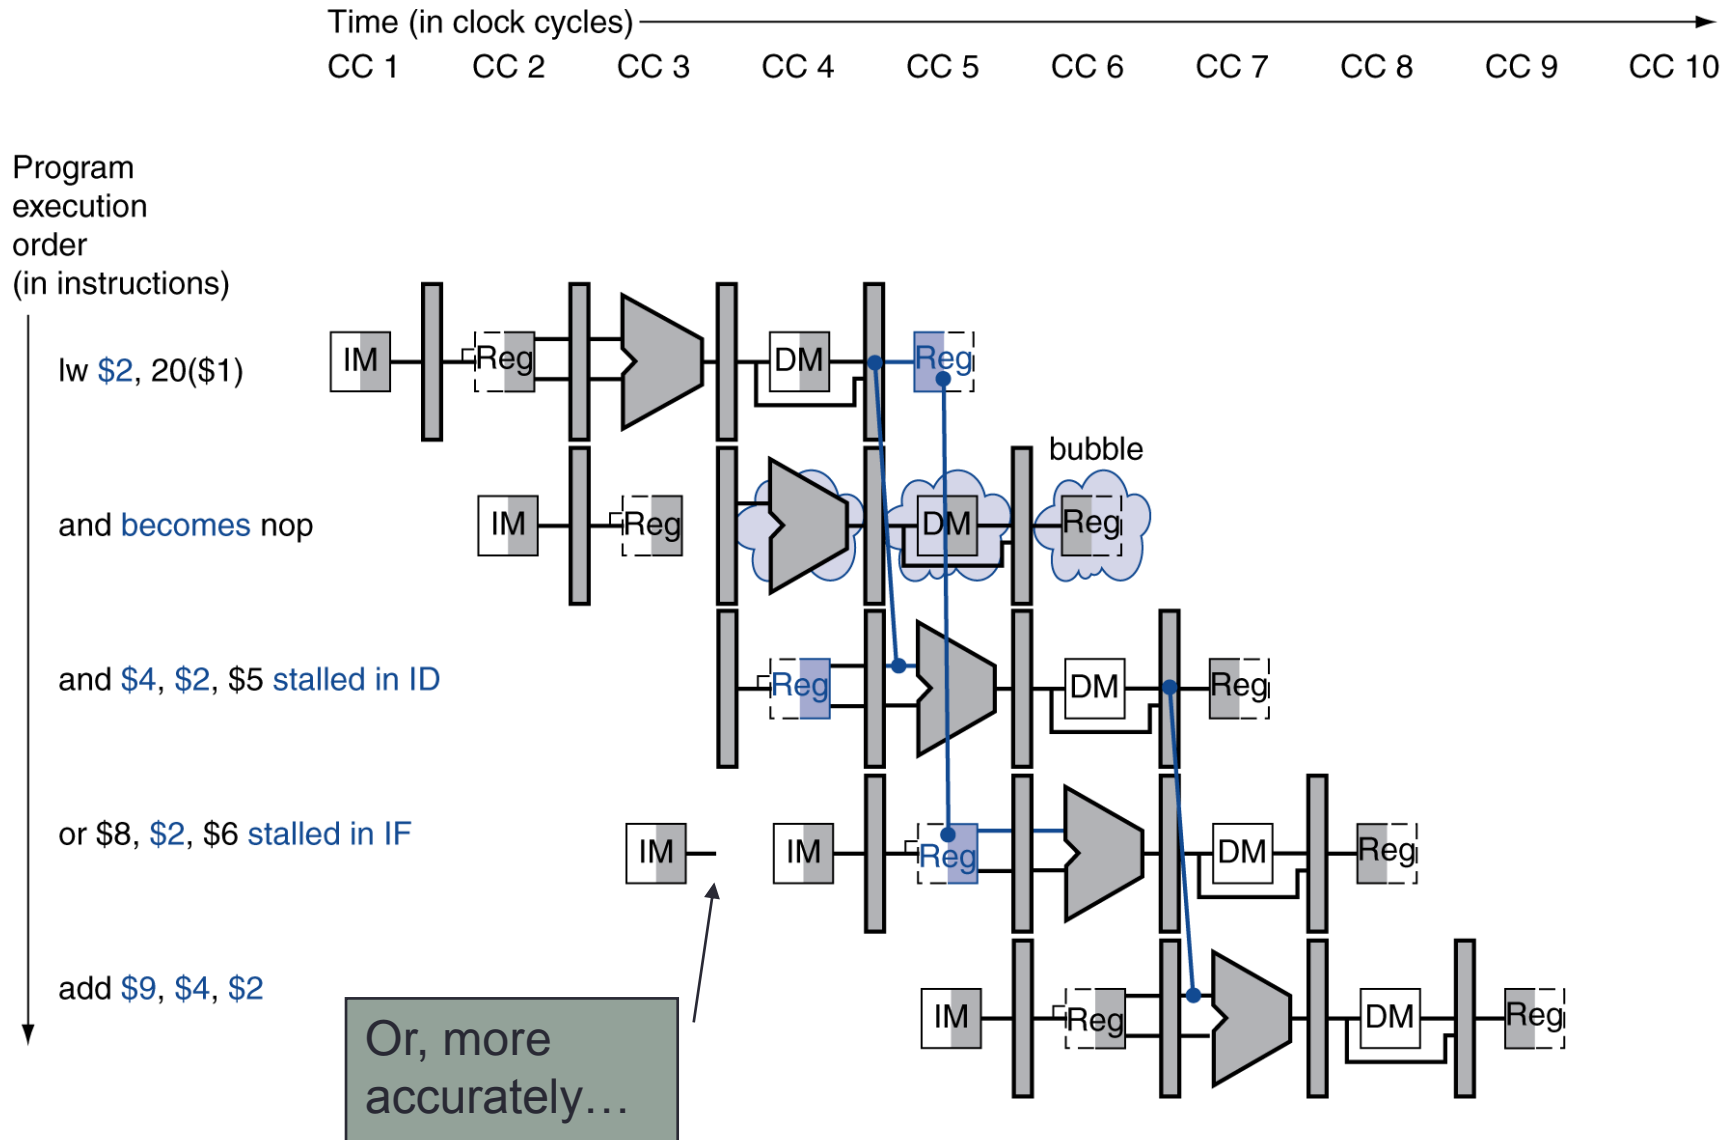 Time (in clock cycles)
CC 1 CC 2 CC 3 CC 4 CC 5 CC 6 CC 7 CC 8 CC 9 CC 10
Program
execution
order
(in instructions)
lw $2, 20($1)
IM Reg DM Reg
bubble
and becomes nop
IM Reg DM Reg
and $4, $2, $5 stalled in ID
Reg DM Reg
or $8, $2, $6 stalled in IF
IM IM Reg DM Reg
add $9, $4, $2
IM Reg DM Reg
Or, more
accurately…